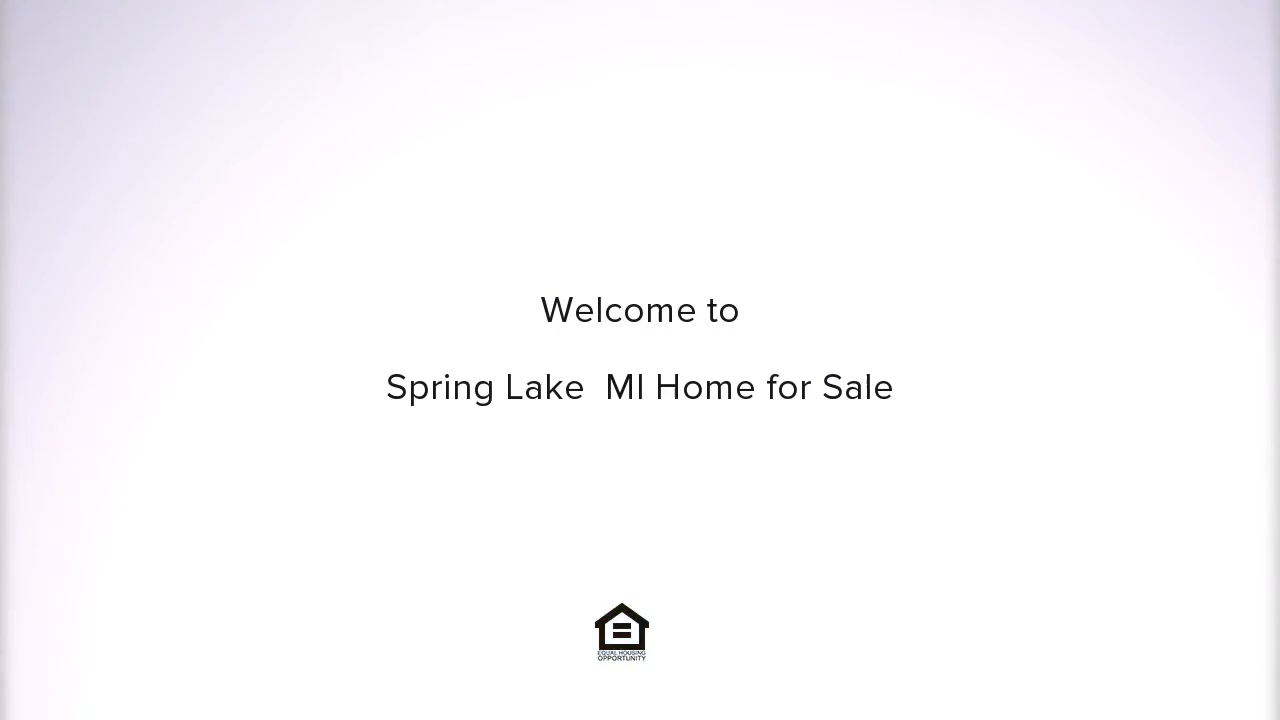 Welcome to
Spring Lake  MI Home for Sale
EQUAL HOUSING
OPPORTUNITY